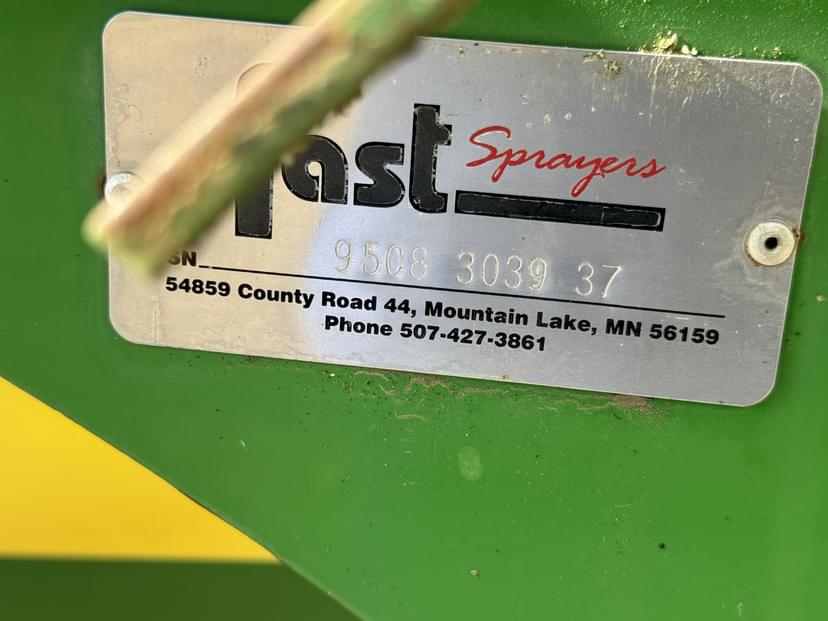 fast Sprayers
SN 9508 3039 37
54859 County Road 44, Mountain Lake, MN 56159
Phone 507-427-3861